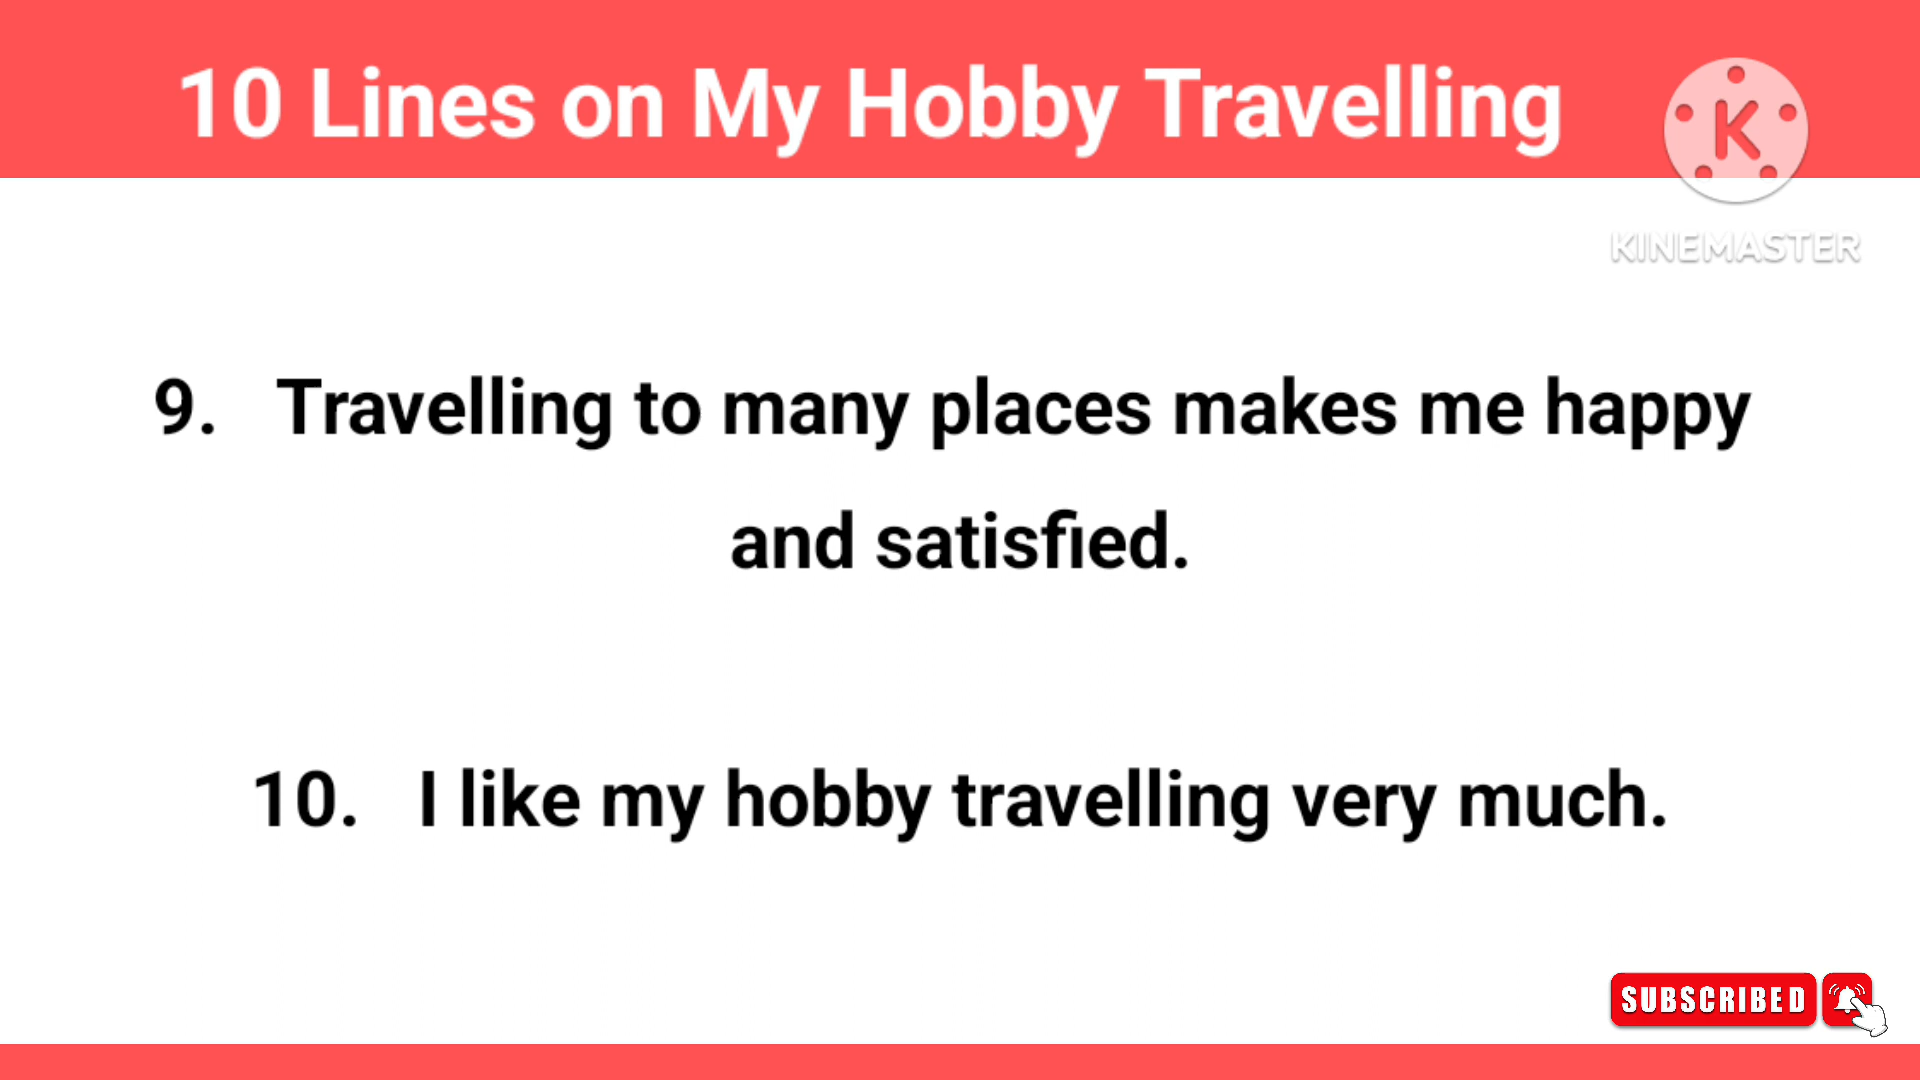 10 Lines on My Hobby Travelling
K
KINEMASTER
9. Travelling to many places makes me happy
and satisfied.
10. I like my hobby travelling very much.
SUBSCRIBED